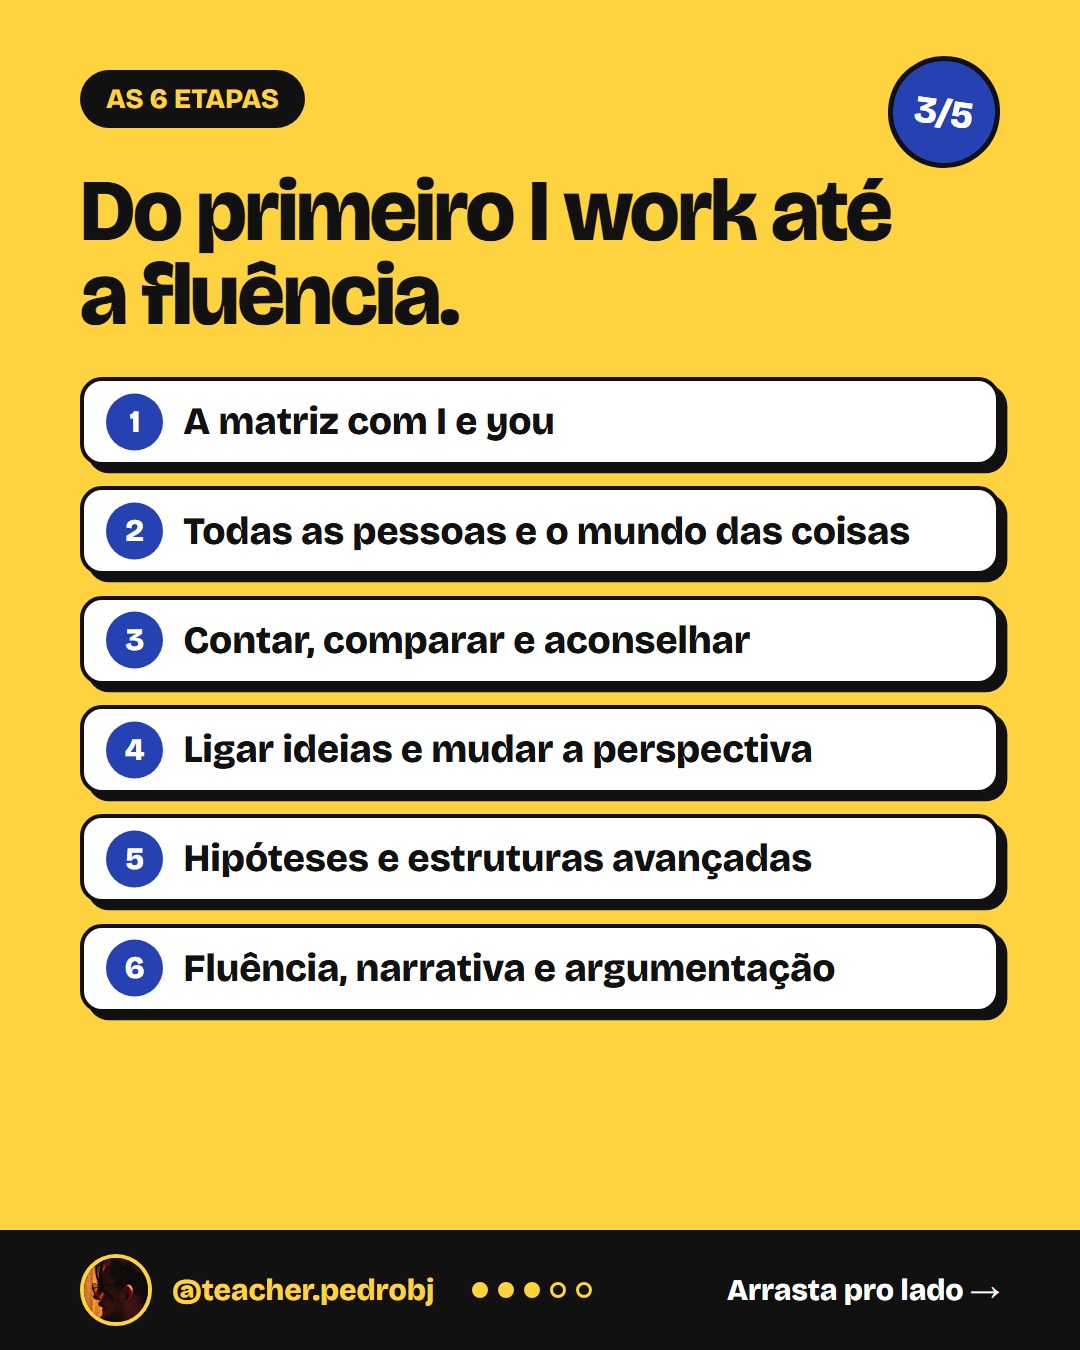 AS 6 ETAPAS
3/5
Do primeiro I work até
a fluência.
1 A matriz com I e you
2 Todas as pessoas e o mundo das coisas
3 Contar, comparar e aconselhar
4 Ligar ideias e mudar a perspectiva
5 Hipóteses e estruturas avançadas
6 Fluência, narrativa e argumentação
@teacher.pedrobj
Arrasta pro lado →